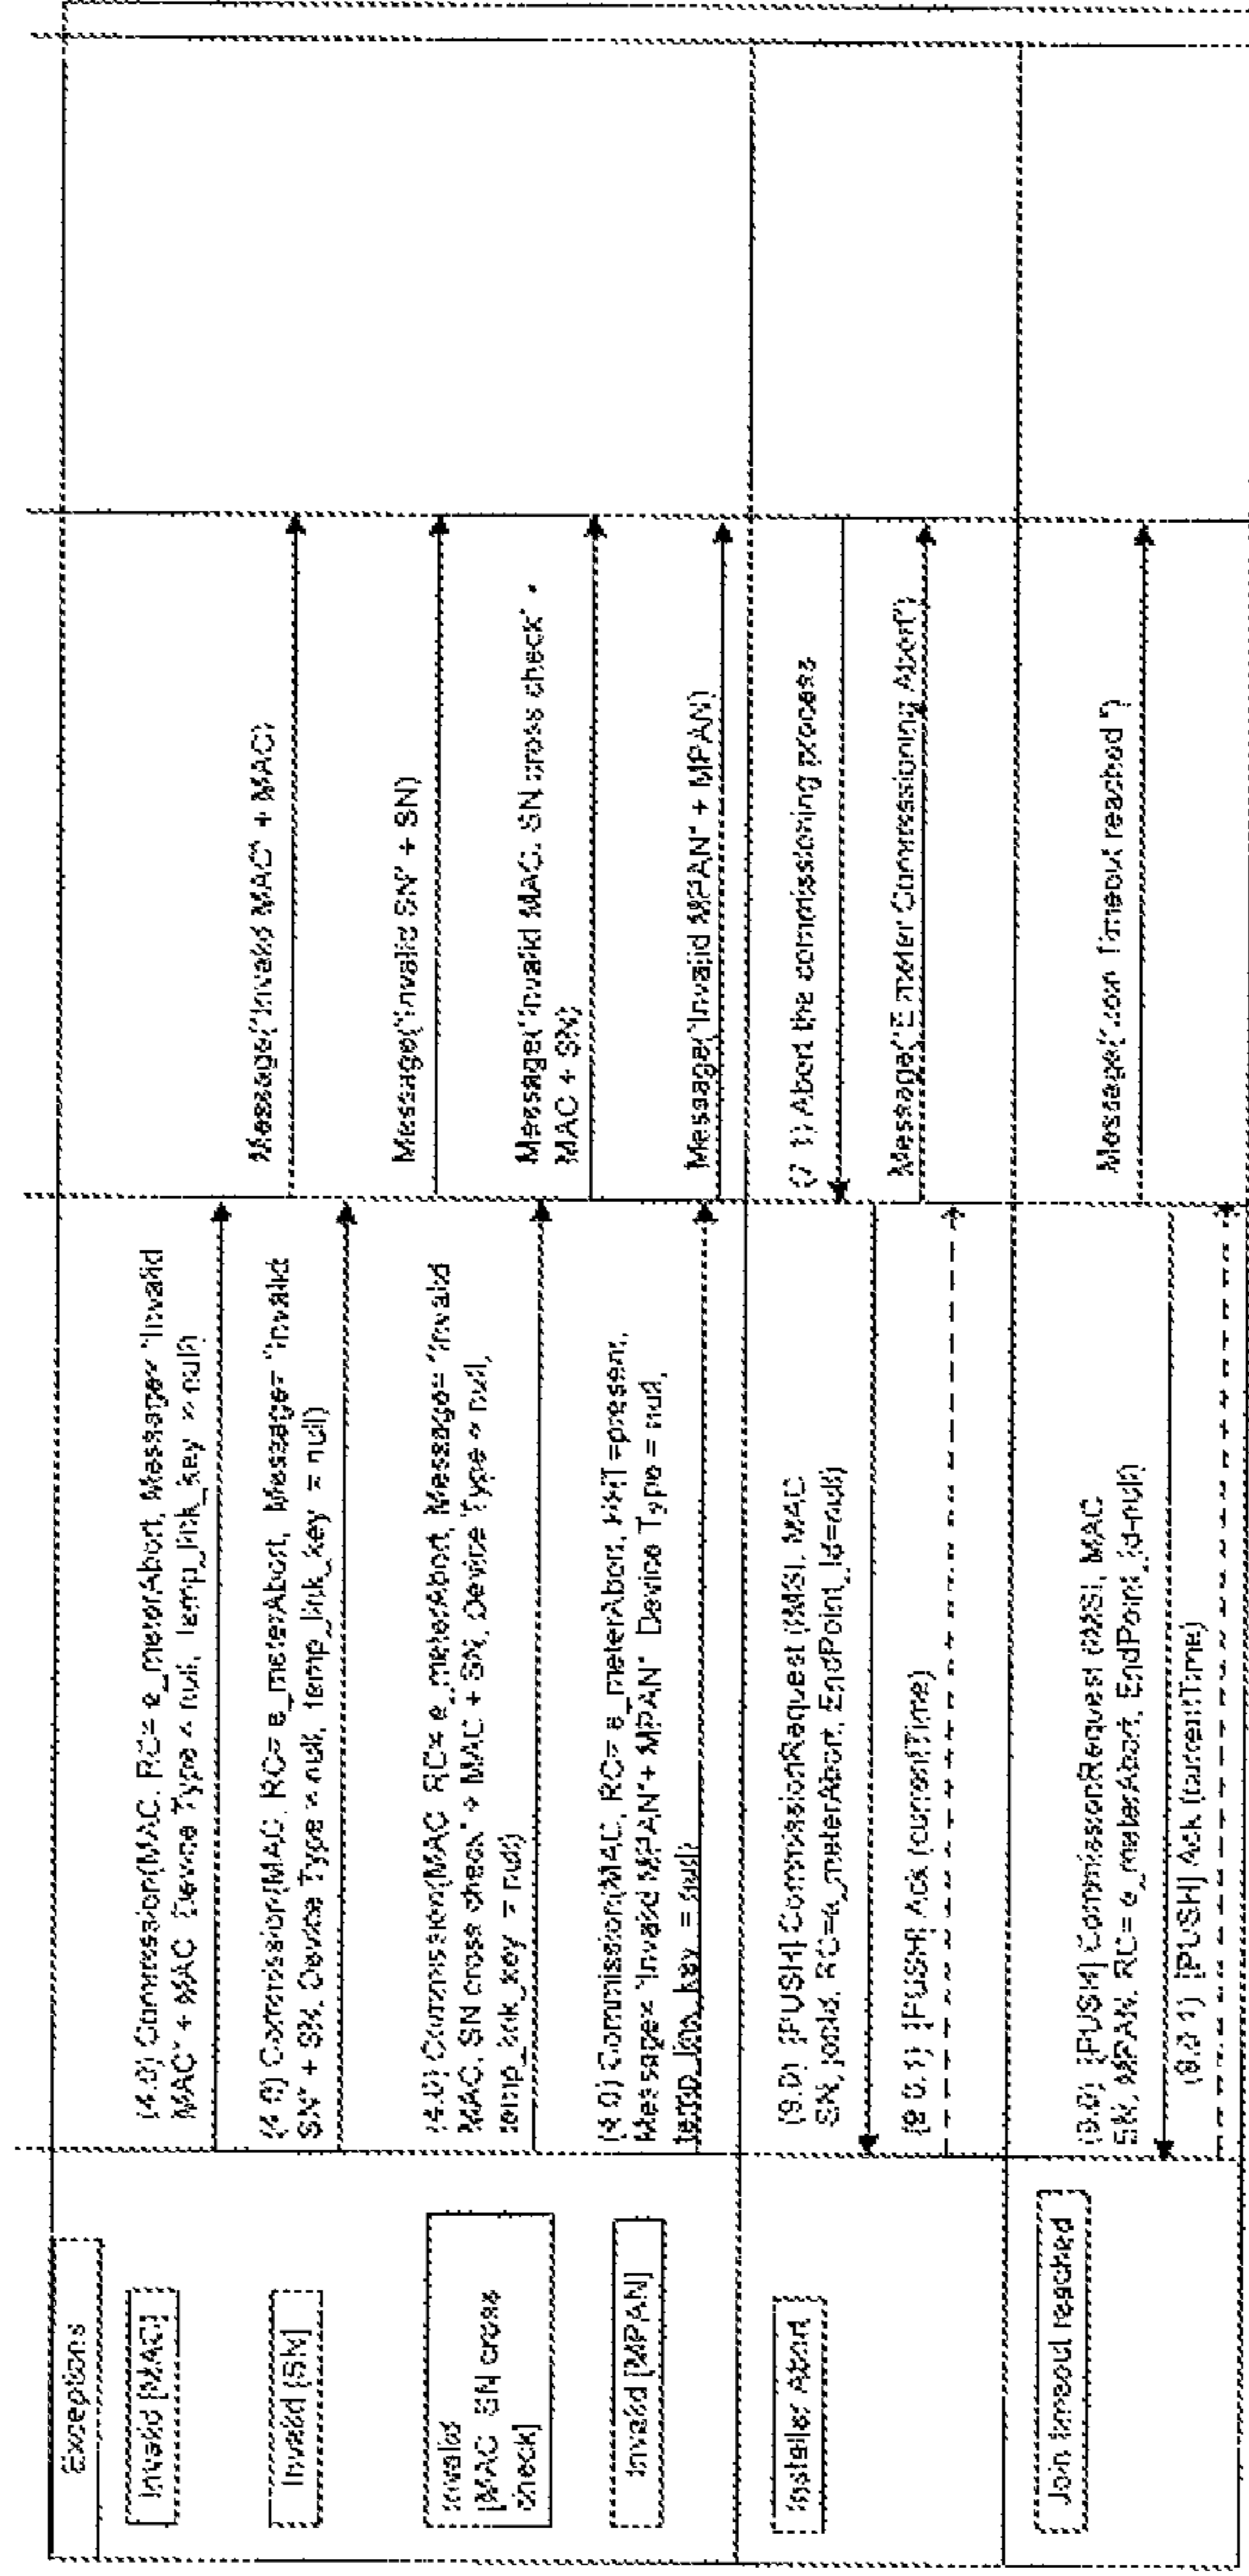 Exceptions
Invalid [MAC]
(4.0) Commission(MAC, RC= e_meterAbort, Message= "Invalid
MAC" + MAC, Device Type = null, temp_link_key = null)
Message("Invalid MAC" + MAC)
Invalid [SN]
(4.0) Commission(MAC, RC= e_meterAbort, Message= "Invalid
SN" + SN, Device Type = null, temp_link_key = null)
Message("Invalid SN" + SN)
Invalid
[MAC SN cross
check]
(4.0) Commission(MAC, RC= e_meterAbort, Message= "Invalid
MAC, SN cross check" + MAC + SN, Device Type = null,
temp_link_key = null)
Message("Invalid MAC, SN cross check" +
MAC + SN)
Invalid [MPAN]
(4.0) Commission(MAC, RC= e_meterAbort, =present,
Message= "Invalid MPAN"+ MPAN" Device Type = null,
temp_link_key = null)
Message("Invalid MPAN" + MPAN)
Installer Abort
(7.1) Abort the commissioning process
(9.0) [PUSH] CommissionRequest (IMSI, MAC
SN, RC=e_meterAbort, EndPoint_Id=null)
Message("E meter Commissioning Abort")
(9.0.1) [PUSH] Ack (currentTime)
Join timeout reached
(9.0) [PUSH] CommissionRequest (IMSI, MAC
SN, MPAN, RC= e_meterAbort, EndPoint_Id=null)
Message("Join Timeout reached")
(9.0.1) [PUSH] Ack (currentTime)